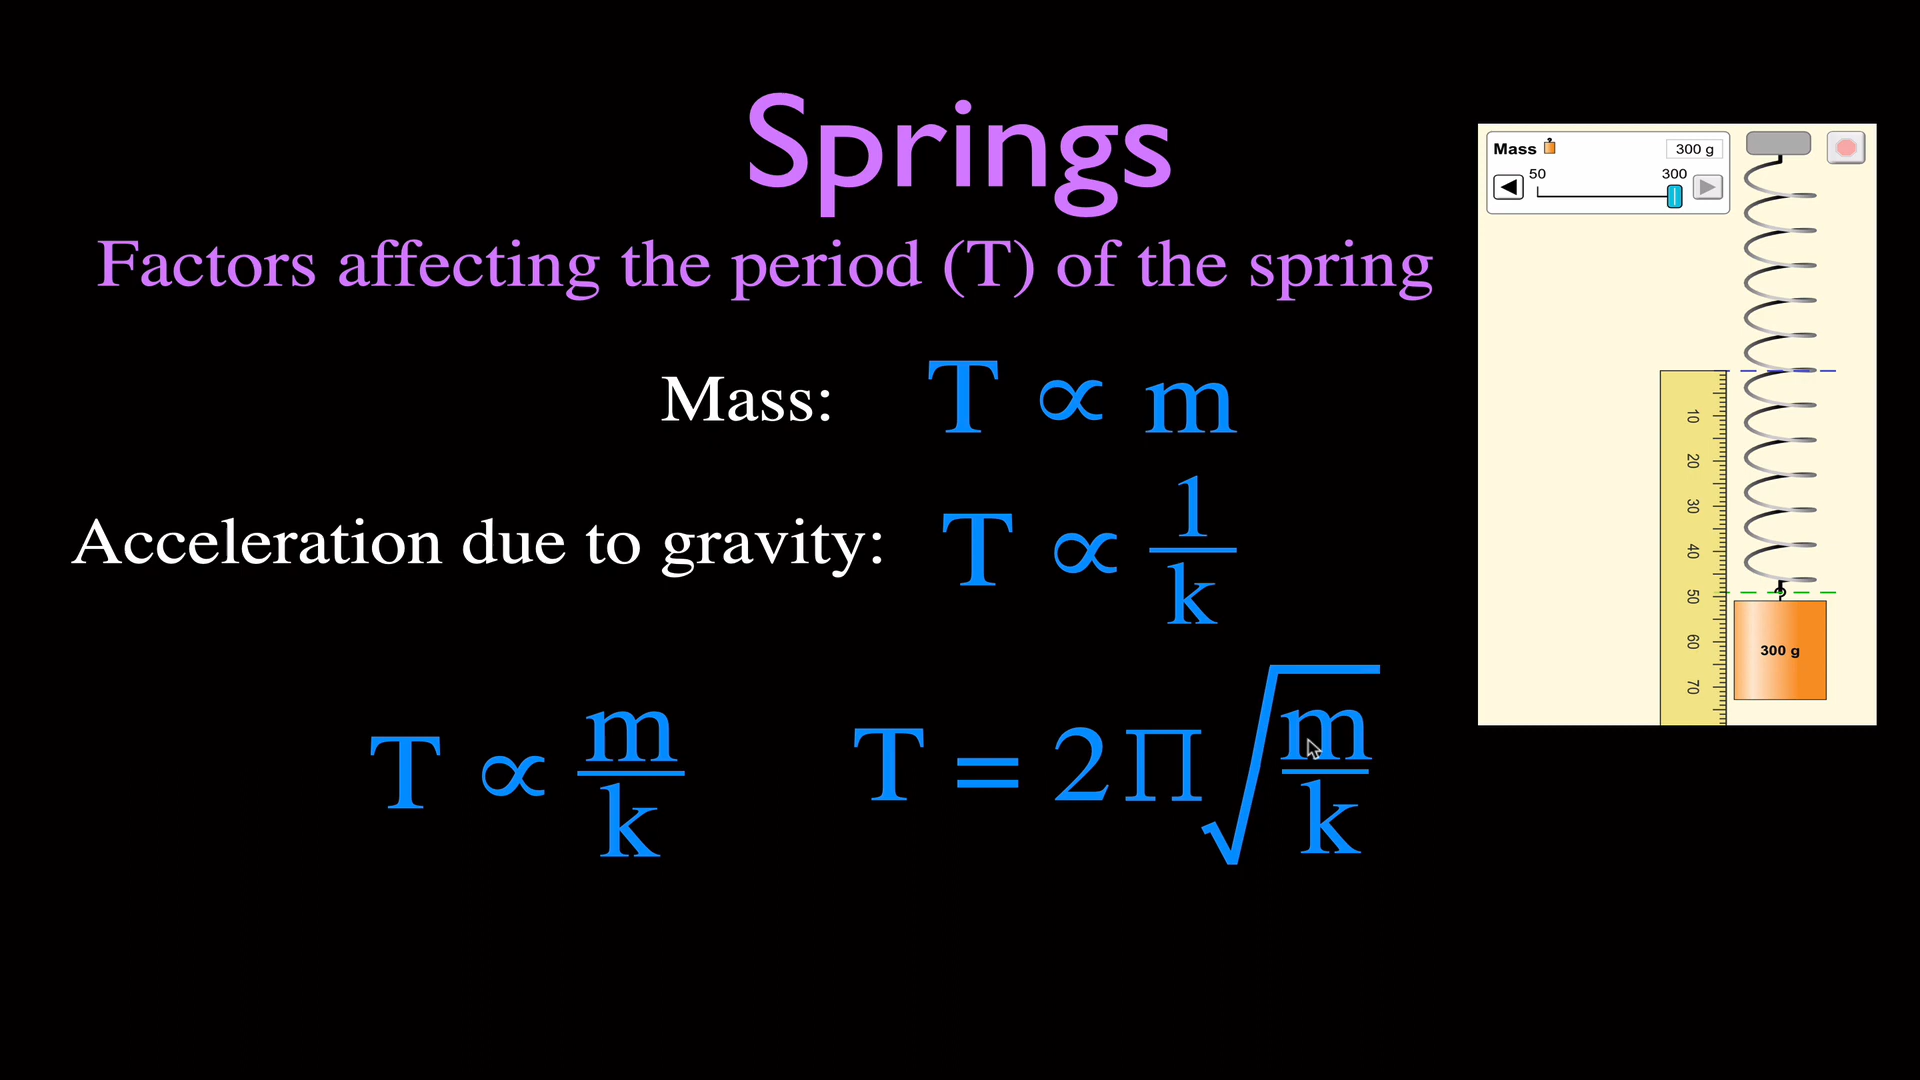 Springs
Factors affecting the period (T) of the spring
Mass: T ∝ m
Acceleration due to gravity: T ∝ 1/k
T ∝ m/k
T = 2Π√(m/k)
Mass 300 g
50 300
10
20
30
40
50
60
70
300 g